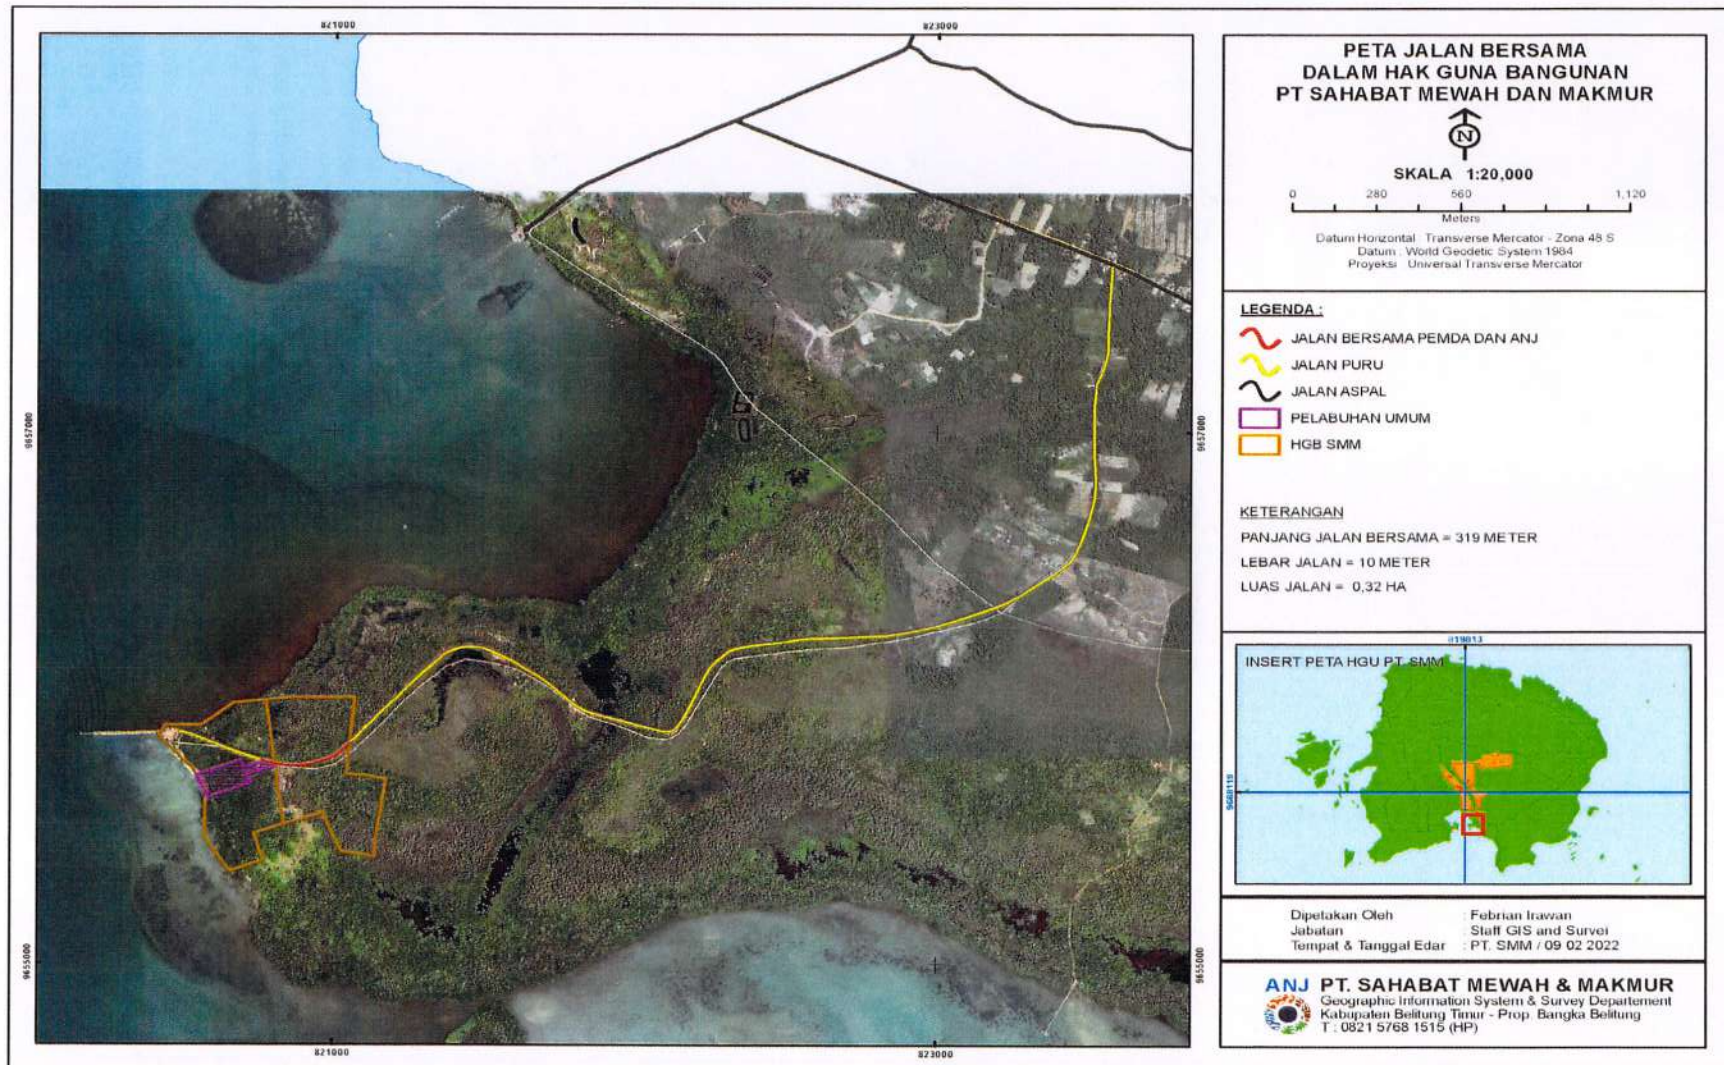 821000
823000
9657000
9655000
821000
823000
9657000
9655000
PETA JALAN BERSAMA
DALAM HAK GUNA BANGUNAN
PT SAHABAT MEWAH DAN MAKMUR
N
SKALA 1:20,000
0 280 560 1,120
Meters
Datum Horizontal : Transverse Mercator - Zona 48 S
Datum : World Geodetic System 1984
Proyeksi : Universal Transverse Mercator
LEGENDA :
JALAN BERSAMA PEMDA DAN ANJ
JALAN PURU
JALAN ASPAL
PELABUHAN UMUM
HGB SMM
KETERANGAN
PANJANG JALAN BERSAMA = 319 METER
LEBAR JALAN = 10 METER
LUAS JALAN = 0,32 HA
819813
INSERT PETA HGU PT. SMM
Dipetakan Oleh : Febrian Irawan
Jabatan : Staff GIS and Survei
Tempat & Tanggal Edar : PT. SMM / 09 02 2022
ANJ PT. SAHABAT MEWAH & MAKMUR
Geographic Information System & Survey Departement
Kabupaten Belitung Timur - Prop. Bangka Belitung
T : 0821 5768 1515 (HP)